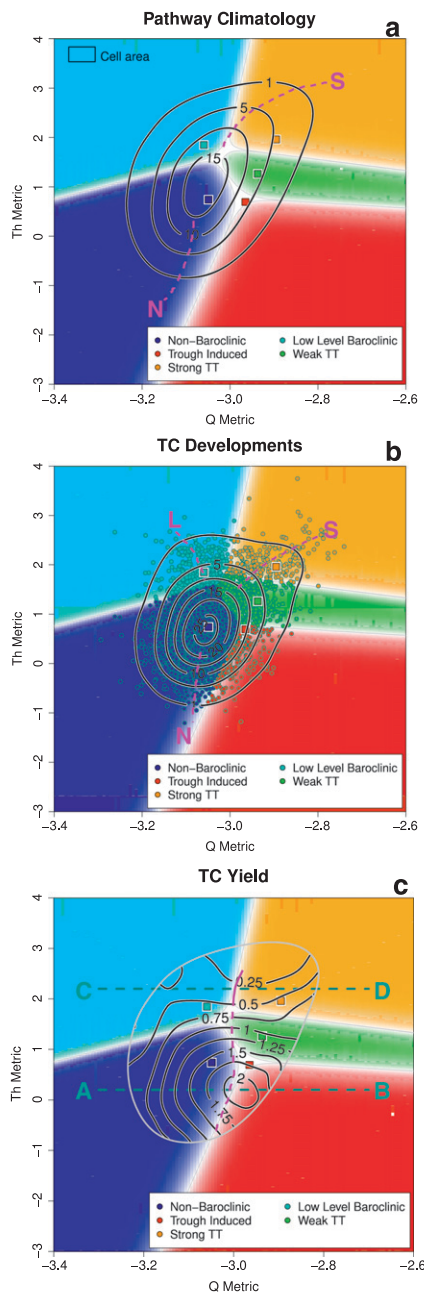 Pathway Climatology
a
Cell area
Th Metric
4
3
2
1
0
−1
−2
−3
1
5
15
S
N
Non−Baroclinic
Low Level Baroclinic
Trough Induced
Weak TT
Strong TT
−3.4
−3.2
−3.0
−2.8
−2.6
Q Metric
TC Developments
b
Th Metric
4
3
2
1
0
−1
−2
−3
L
S
N
5
Non−Baroclinic
Low Level Baroclinic
Trough Induced
Weak TT
Strong TT
−3.4
−3.2
−3.0
−2.8
−2.6
Q Metric
TC Yield
c
Th Metric
4
3
2
1
0
−1
−2
−3
C
D
A
B
0.25
0.5
0.75
1
1.25
.5
2
1.75
Non−Baroclinic
Low Level Baroclinic
Trough Induced
Weak TT
Strong TT
−3.4
−3.2
−3.0
−2.8
−2.6
Q Metric